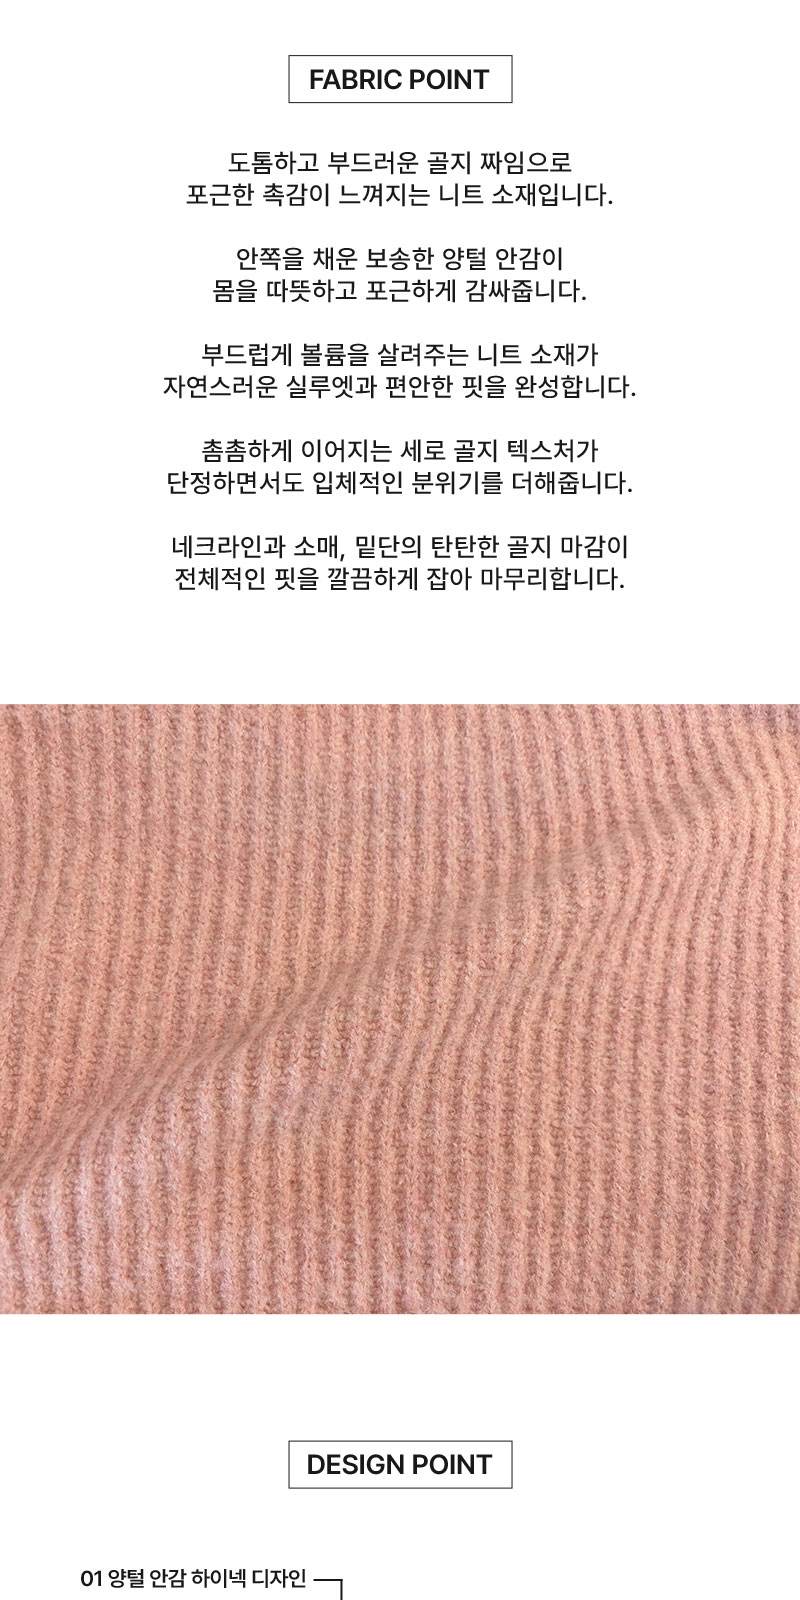 FABRIC POINT
도톰하고 부드러운 골지 짜임으로
포근한 촉감이 느껴지는 니트 소재입니다.
안쪽을 채운 보송한 양털 안감이
몸을 따뜻하고 포근하게 감싸줍니다.
부드럽게 볼륨을 살려주는 니트 소재가
자연스러운 실루엣과 편안한 핏을 완성합니다.
촘촘하게 이어지는 세로 골지 텍스처가
단정하면서도 입체적인 분위기를 더해줍니다.
네크라인과 소매, 밑단의 탄탄한 골지 마감이
전체적인 핏을 깔끔하게 잡아 마무리합니다.
DESIGN POINT
01 양털 안감 하이넥 디자인